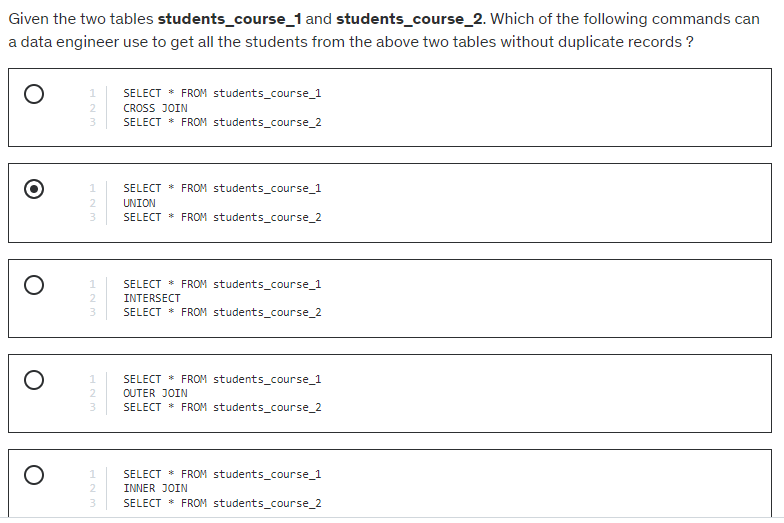 Given the two tables students_course_1 and students_course_2. Which of the following commands can
a data engineer use to get all the students from the above two tables without duplicate records ?
1 SELECT * FROM students_course_1
2 CROSS JOIN
3 SELECT * FROM students_course_2
1 SELECT * FROM students_course_1
2 UNION
3 SELECT * FROM students_course_2
1 SELECT * FROM students_course_1
2 INTERSECT
3 SELECT * FROM students_course_2
1 SELECT * FROM students_course_1
2 OUTER JOIN
3 SELECT * FROM students_course_2
1 SELECT * FROM students_course_1
2 INNER JOIN
3 SELECT * FROM students_course_2